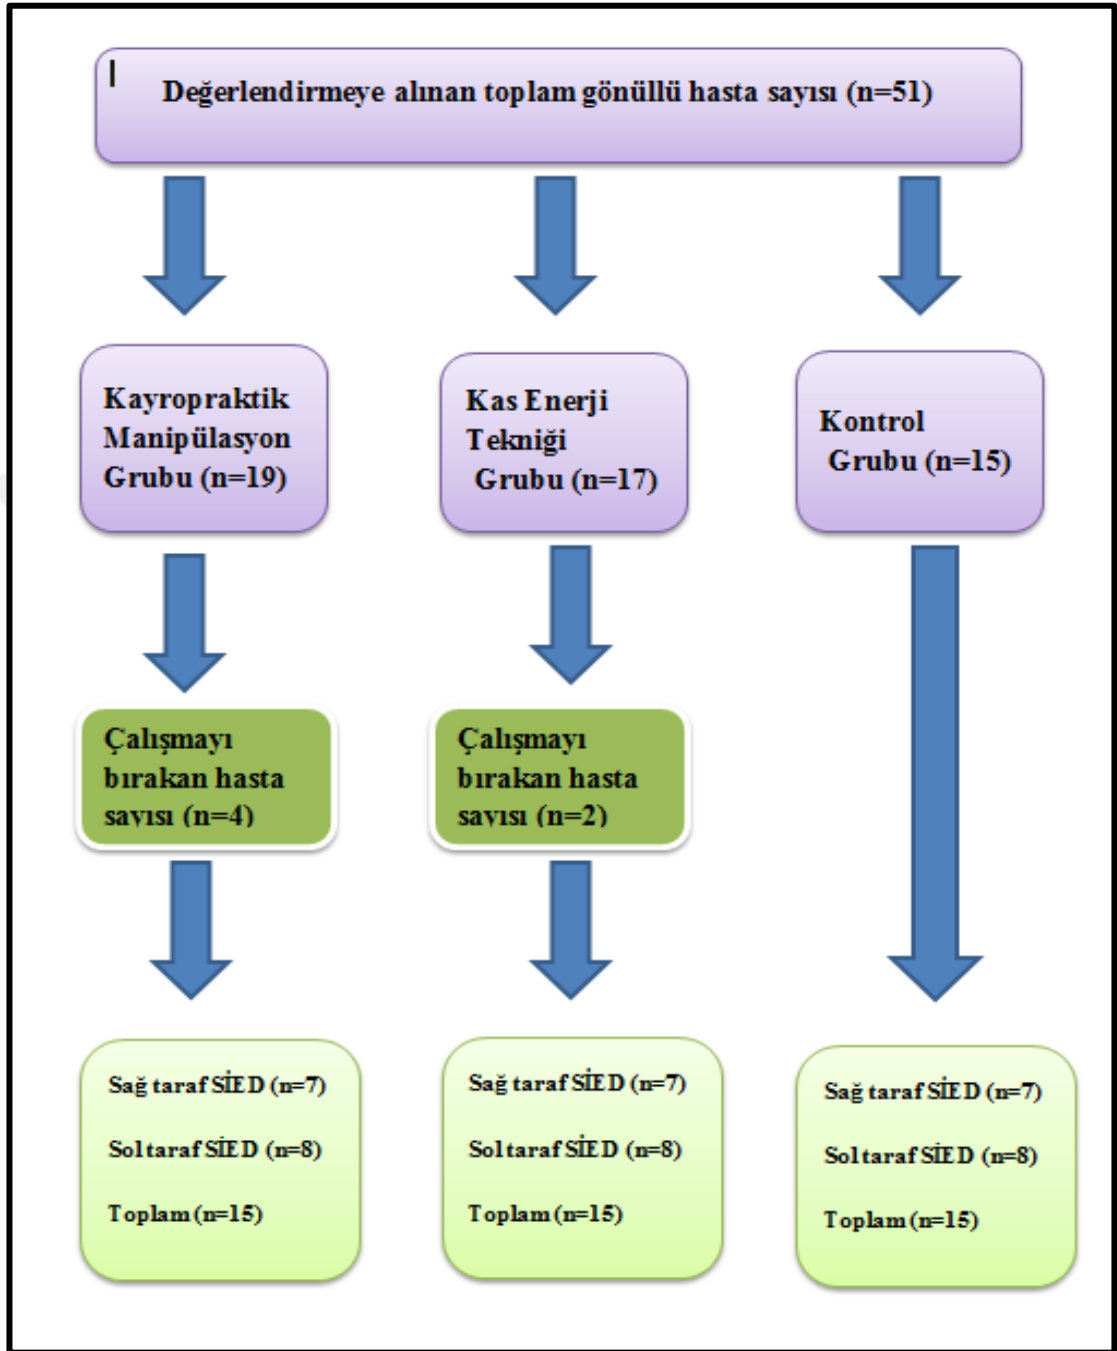 Değerlendirmeye alınan toplam gönüllü hasta sayısı (n=51)
Kayropraktik
Manipülasyon
Grubu (n=19)
Kas Enerji
Tekniği
Grubu (n=17)
Kontrol
Grubu (n=15)
Çalışmayı
bırakan hasta
sayısı (n=4)
Çalışmayı
bırakan hasta
sayısı (n=2)
Sağ taraf SİED (n=7)
Sol taraf SİED (n=8)
Toplam (n=15)
Sağ taraf SİED (n=7)
Sol taraf SİED (n=8)
Toplam (n=15)
Sağ taraf SİED (n=7)
Sol taraf SİED (n=8)
Toplam (n=15)